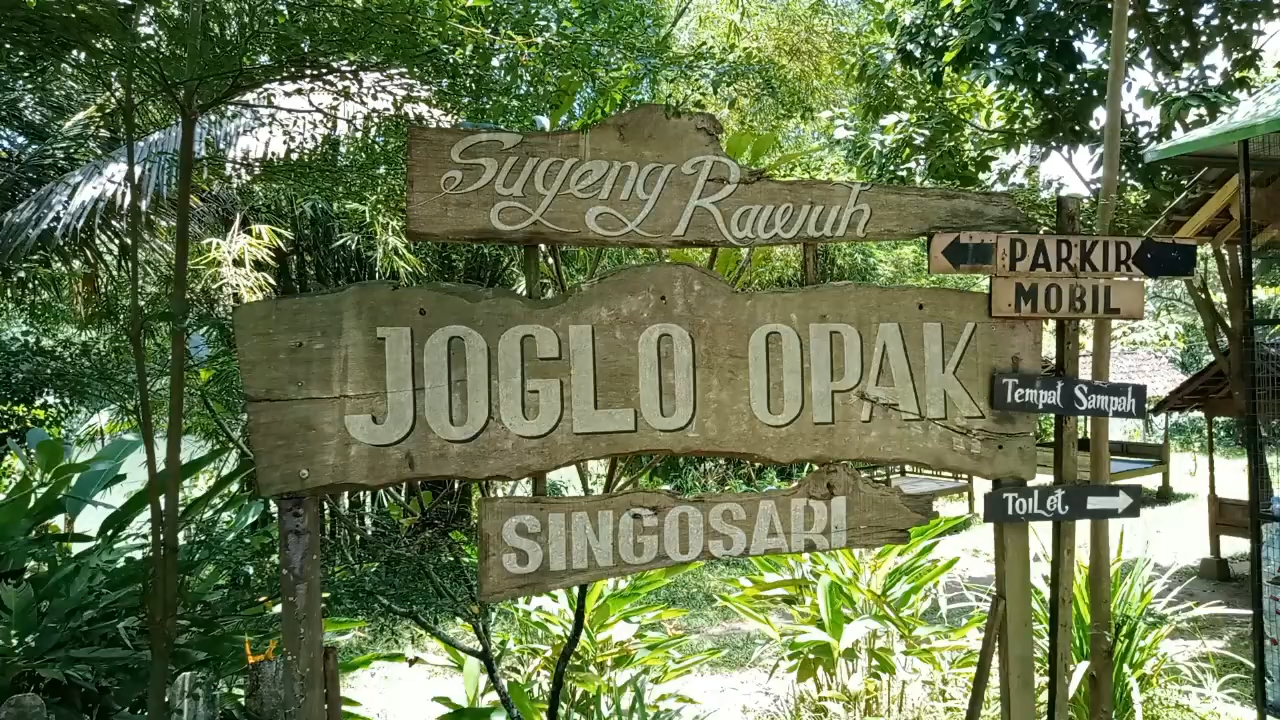 Sugeng Rawuh
JOGLO OPAK
SINGOSARI
PARKIR
MOBIL
Tempat Sampah
ToiLet